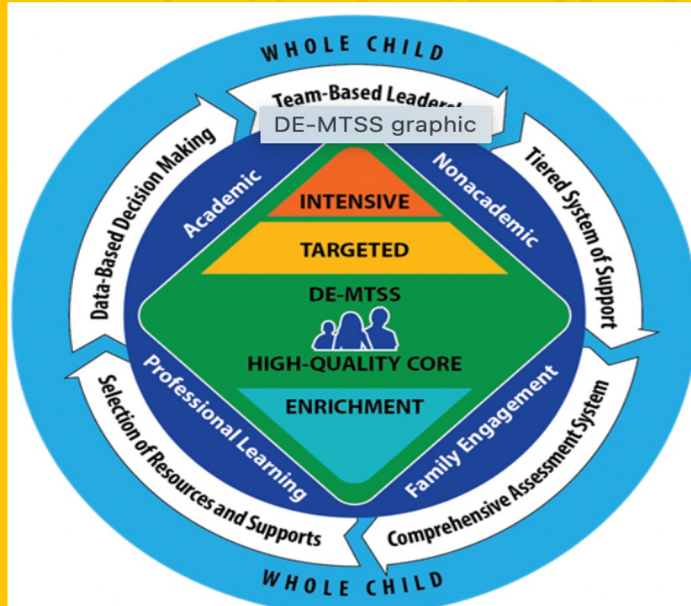 WHOLE CHILD
Team-Based Leadersh
DE-MTSS graphic
Data-Based Decision Making
Tiered System of Support
Academic
Nonacademic
INTENSIVE
TARGETED
DE-MTSS
HIGH-QUALITY CORE
ENRICHMENT
Professional Learning
Family Engagement
Selection of Resources and Supports
Comprehensive Assessment System
WHOLE CHILD